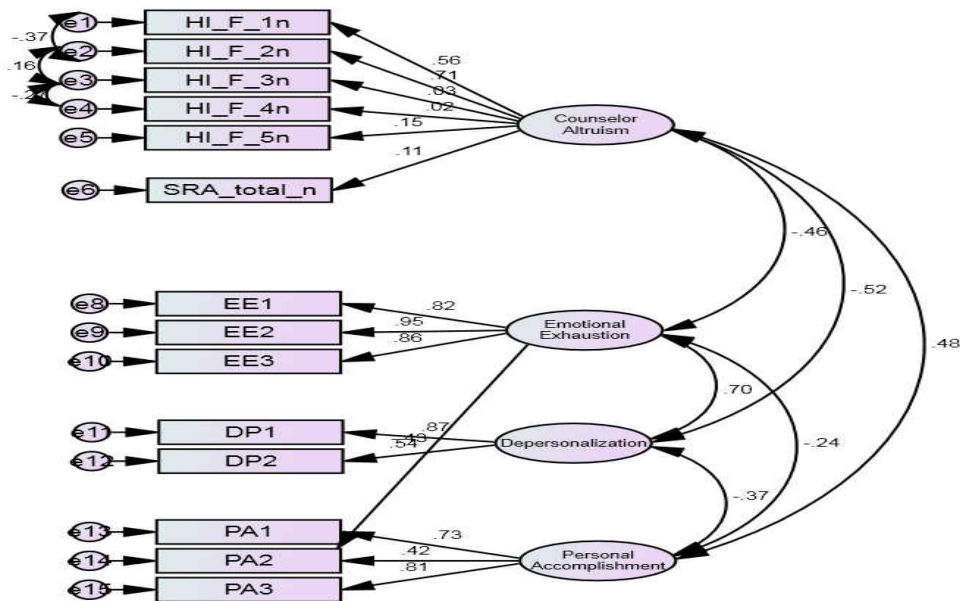 e1 HI_F_1n
-.37
e2 HI_F_2n
.16
e3 HI_F_3n
e4 HI_F_4n
e5 HI_F_5n
e6 SRA_total_n
.56
.71
.02
.15
.11
Counselor
Altruism
-.46
-.52
.48
e8 EE1
e9 EE2
e10 EE3
.82
.95
.86
Emotional
Exhaustion
.70
-.24
e11 DP1
e12 DP2
.87
.54
Depersonalization
-.37
e13 PA1
e14 PA2
e15 PA3
.73
.42
.81
Personal
Accomplishment